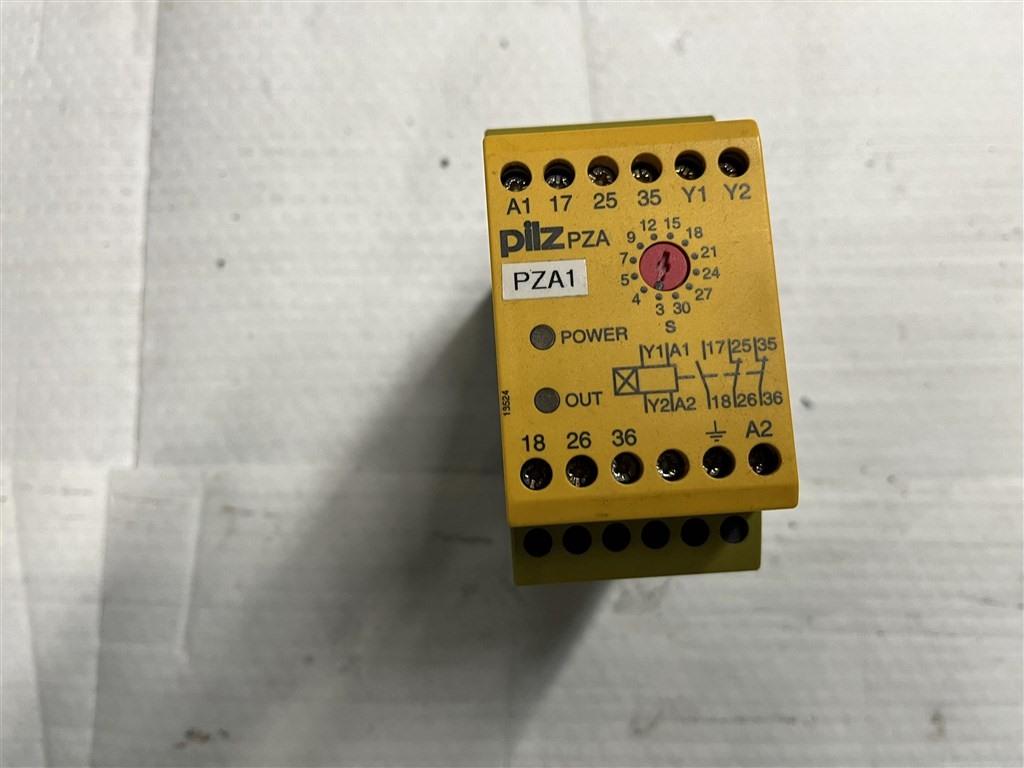 A1 17 25 35 Y1 Y2
pilz PZA
PZA1
3 4 5 7 9 12 15 18 21 24 27 30
s
POWER
Y1 A1 17 25 35
OUT
Y2 A2 18 26 36
19524
18 26 36 A2